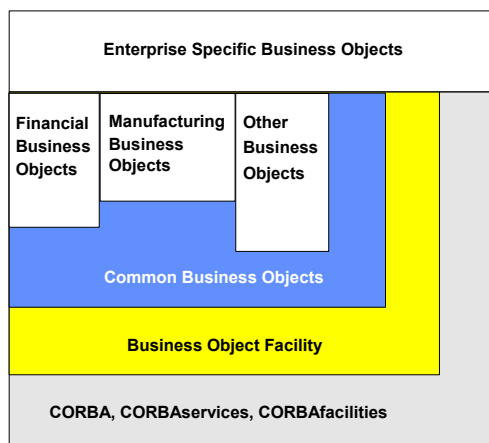 Enterprise Specific Business Objects
Financial
Business
Objects
Manufacturing
Business
Objects
Other
Business
Objects
Common Business Objects
Business Object Facility
CORBA, CORBAservices, CORBAfacilities